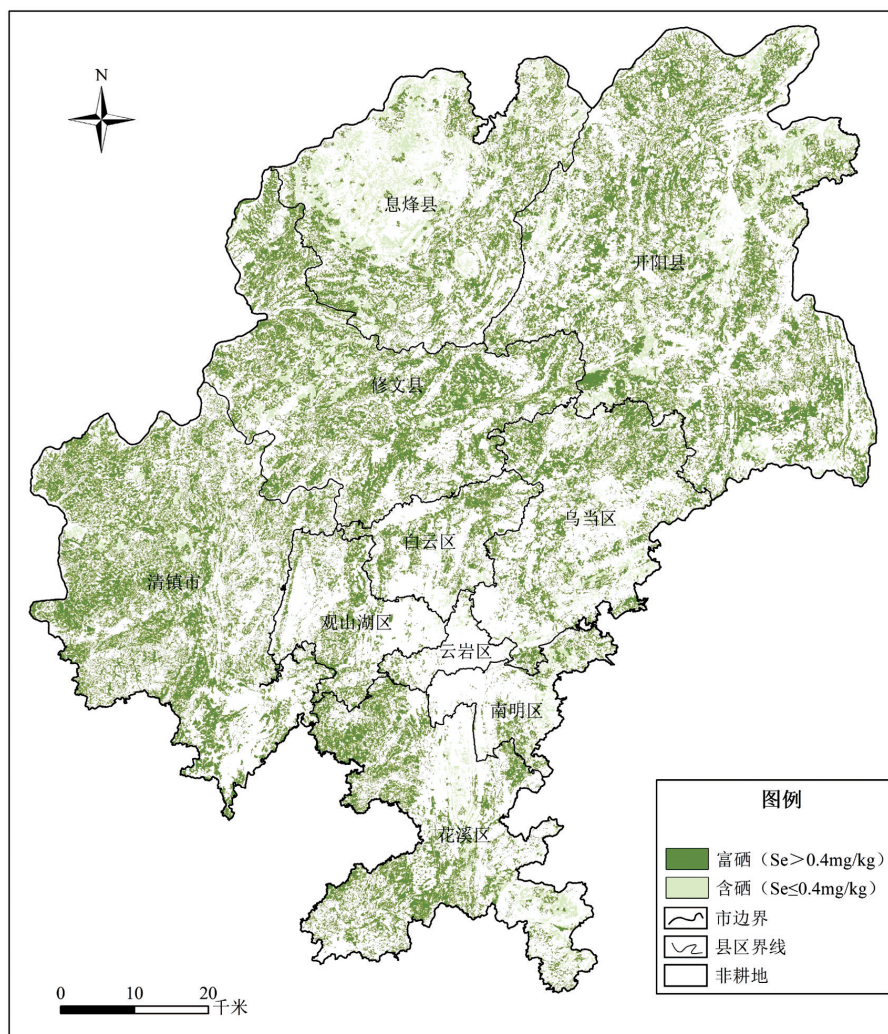 N
息烽县
开阳县
修文县
乌当区
白云区
清镇市
观山湖区
云岩区
南明区
花溪区
图例
富硒（Se＞0.4mg/kg）
含硒（Se≤0.4mg/kg）
市边界
县区界线
非耕地
0 10 20
千米